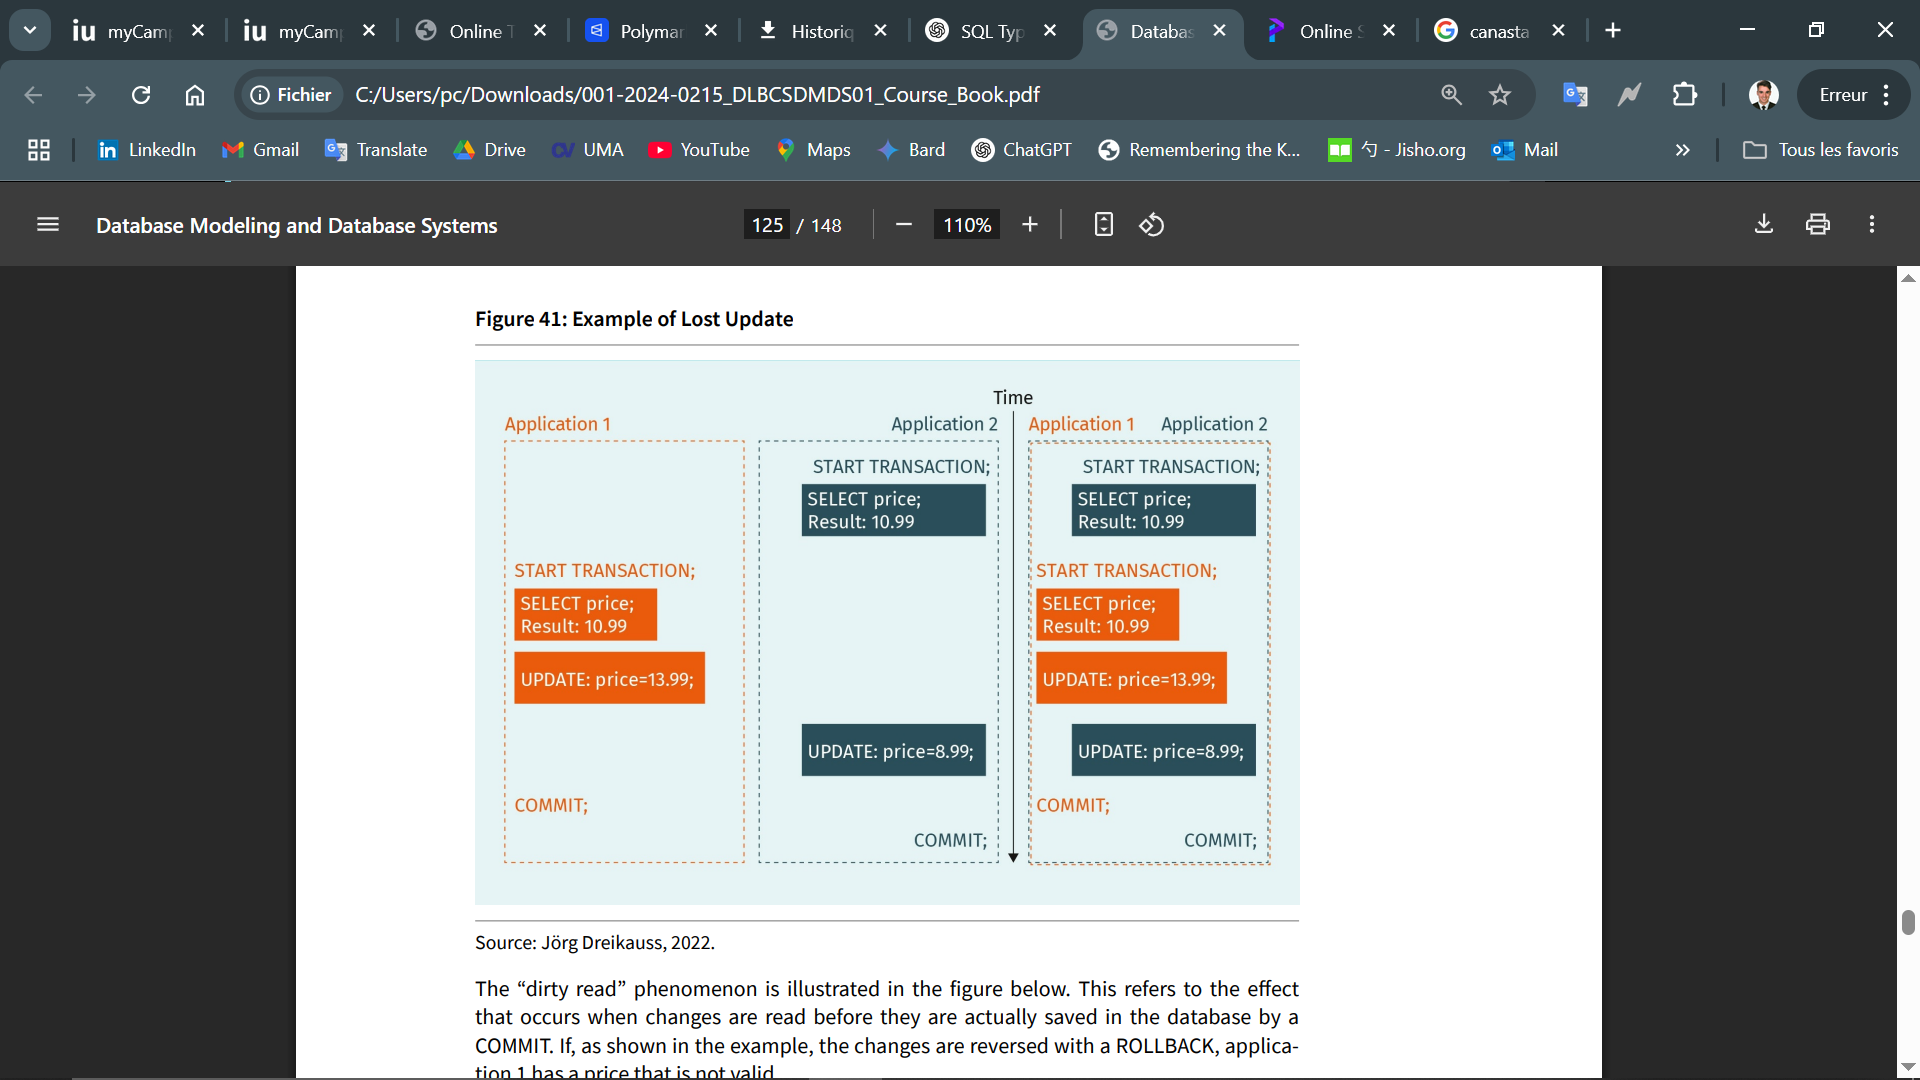 myCam
myCam
Online T
Polymar
Historiq
SQL Typ
Databas
Online S
canasta
Fichier
C:/Users/pc/Downloads/001-2024-0215_DLBCSDMDS01_Course_Book.pdf
Erreur
LinkedIn
Gmail
Translate
Drive
UMA
YouTube
Maps
Bard
ChatGPT
Remembering the K...
勺 - Jisho.org
Mail
Tous les favoris
Database Modeling and Database Systems
125 / 148
110%
Figure 41: Example of Lost Update
Time
Application 1
Application 2
Application 1
Application 2
START TRANSACTION;
START TRANSACTION;
SELECT price;
Result: 10.99
SELECT price;
Result: 10.99
START TRANSACTION;
START TRANSACTION;
SELECT price;
Result: 10.99
SELECT price;
Result: 10.99
UPDATE: price=13.99;
UPDATE: price=13.99;
UPDATE: price=8.99;
UPDATE: price=8.99;
COMMIT;
COMMIT;
COMMIT;
COMMIT;
Source: Jörg Dreikauss, 2022.
The “dirty read” phenomenon is illustrated in the figure below. This refers to the effect
that occurs when changes are read before they are actually saved in the database by a
COMMIT. If, as shown in the example, the changes are reversed with a ROLLBACK, applica-
tion 1 has a price that is not valid.